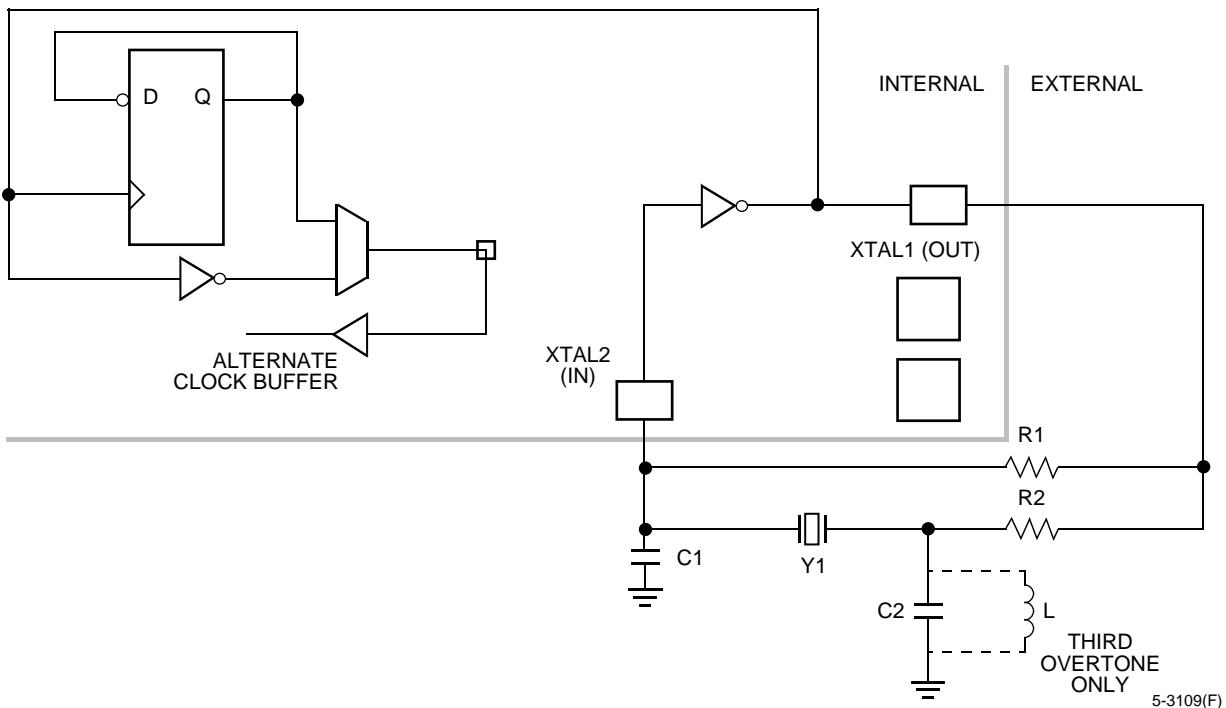 INTERNAL
EXTERNAL
D
Q
XTAL1 (OUT)
ALTERNATE
CLOCK BUFFER
XTAL2
(IN)
R1
R2
C1
Y1
C2
L
THIRD
OVERTONE
ONLY
5-3109(F)